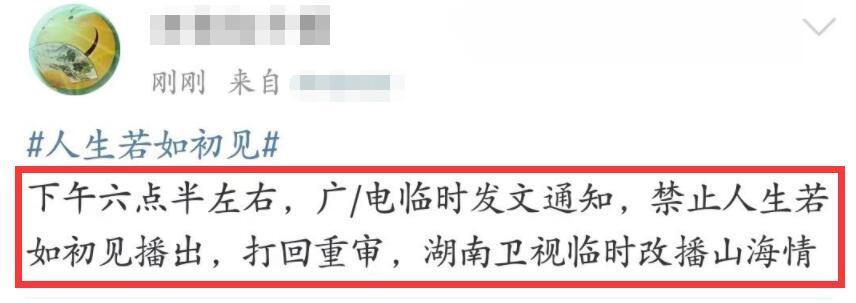 刚刚 来自
#人生若如初见#
下午六点半左右，广/电临时发文通知，禁止人生若
如初见播出，打回重审，湖南卫视临时改播山海情